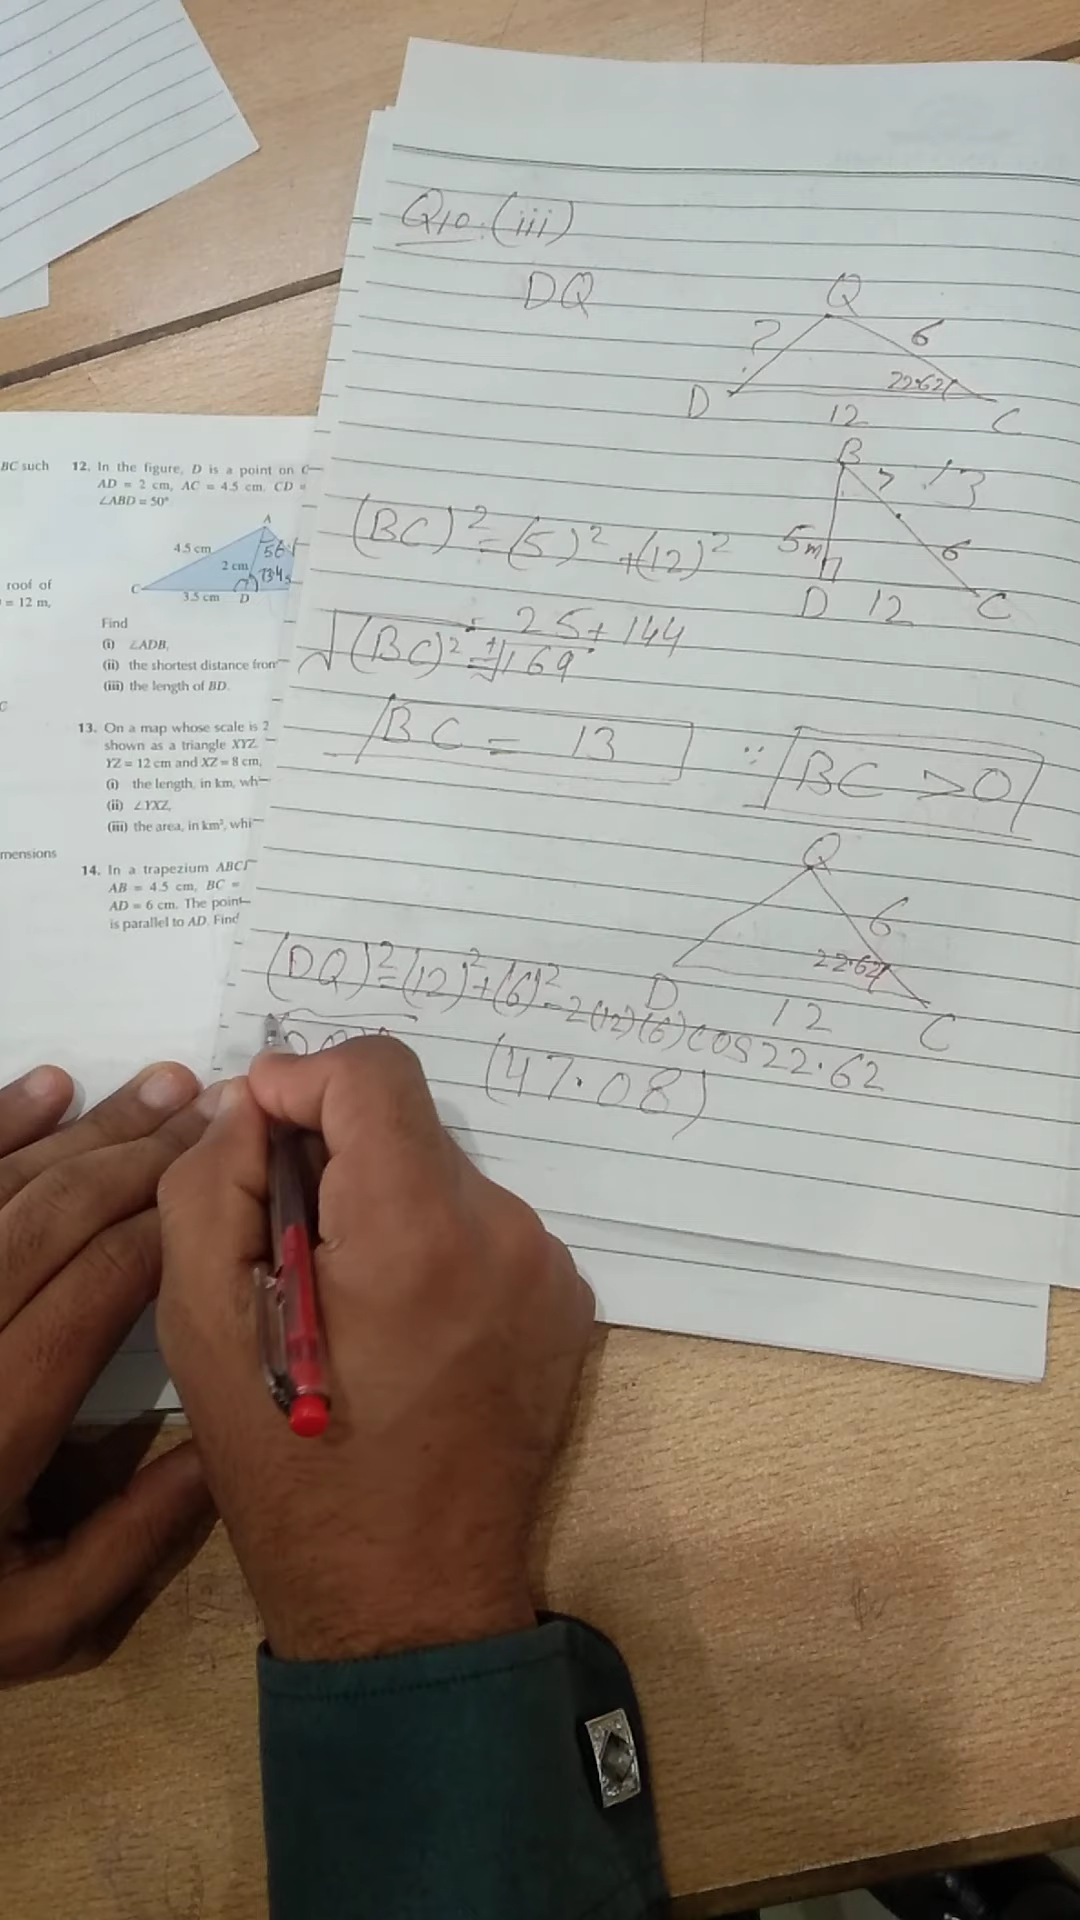 Q10.(iii)
DQ
Q
?
6
22.62
D
12
C
B
13
5m
6
D 12 C
(BC)² = (5)² + (12)²
= 25 + 144
√(BC)² = ±√169
BC = 13 ∵ BC > 0
Q
6
22.62
D
12
C
(DQ)² = (12)² + (6)² - 2(12)(6) cos 22.62
(47.08)
BC such
roof of
= 12 m,
C
mensions
12. In the figure, D is a point on C
AD = 2 cm, AC = 4.5 cm. CD =
∠ABD = 50°
A
4.5 cm
56.1
2 cm
C
3.5 cm
D
Find
(i) ∠ADB,
(ii) the shortest distance from
(iii) the length of BD.
13. On a map whose scale is 2
shown as a triangle XYZ.
YZ = 12 cm and XZ = 8 cm,
(i) the length, in km, wh
(ii) ∠YXZ,
(iii) the area, in km², whi
14. In a trapezium ABC
AB = 4.5 cm, BC =
AD = 6 cm. The point
is parallel to AD. Find